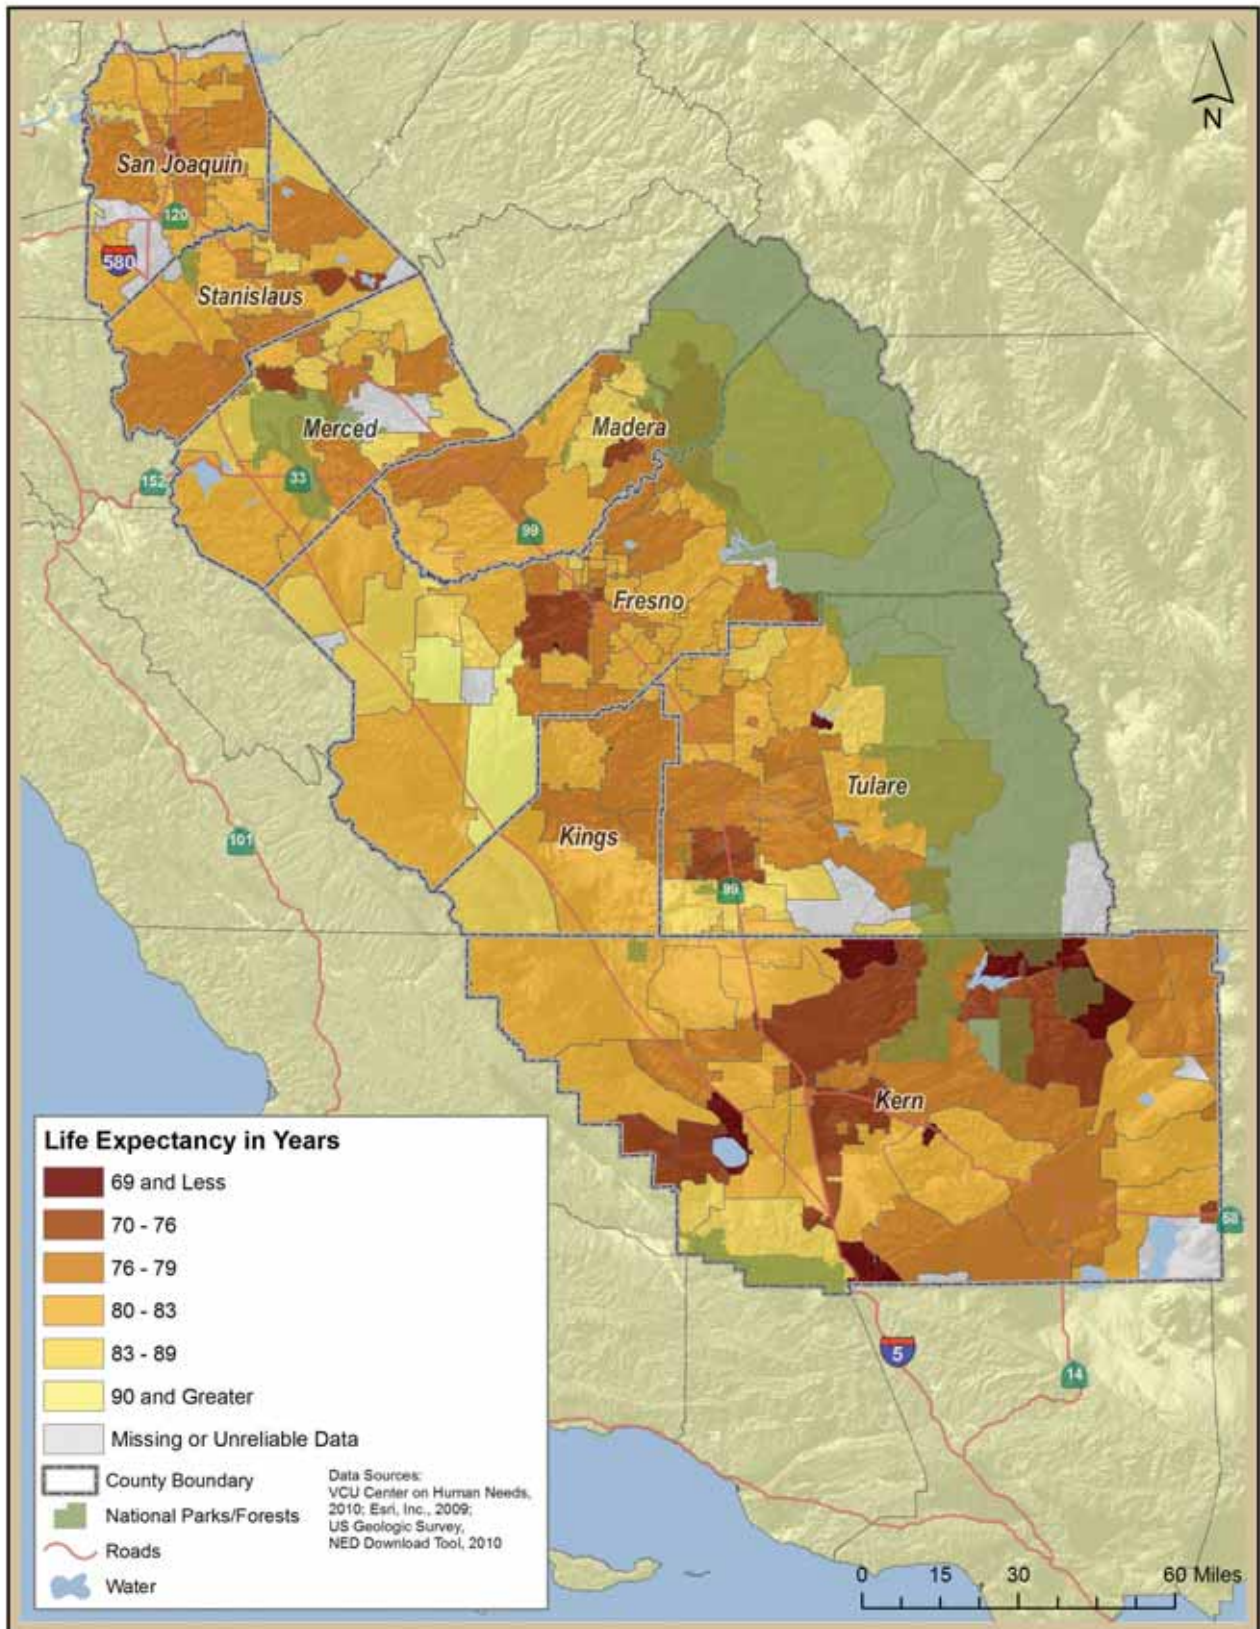 N
San Joaquin
120
580
Stanislaus
Merced
Madera
152
33
99
Fresno
Tulare
101
Kings
99
Kern
58
5
14
Life Expectancy in Years
69 and Less
70 - 76
76 - 79
80 - 83
83 - 89
90 and Greater
Missing or Unreliable Data
County Boundary
National Parks/Forests
Roads
Water
Data Sources:
VCU Center on Human Needs,
2010; Esri, Inc., 2009;
US Geologic Survey,
NED Download Tool, 2010
0 15 30 60 Miles